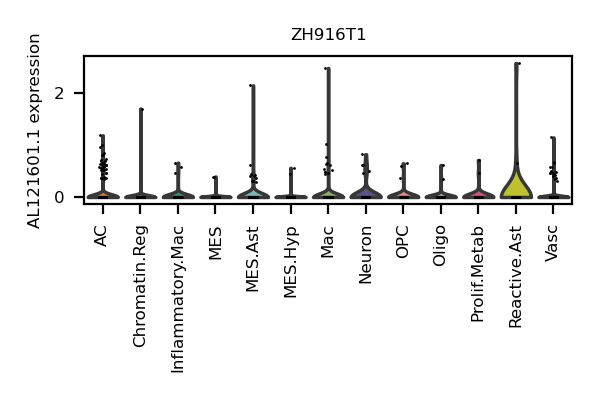 ZH916T1
AL121601.1 expression
2
0
AC
Chromatin.Reg
Inflammatory.Mac
MES
MES.Ast
MES.Hyp
Mac
Neuron
OPC
Oligo
Prolif.Metab
Reactive.Ast
Vasc